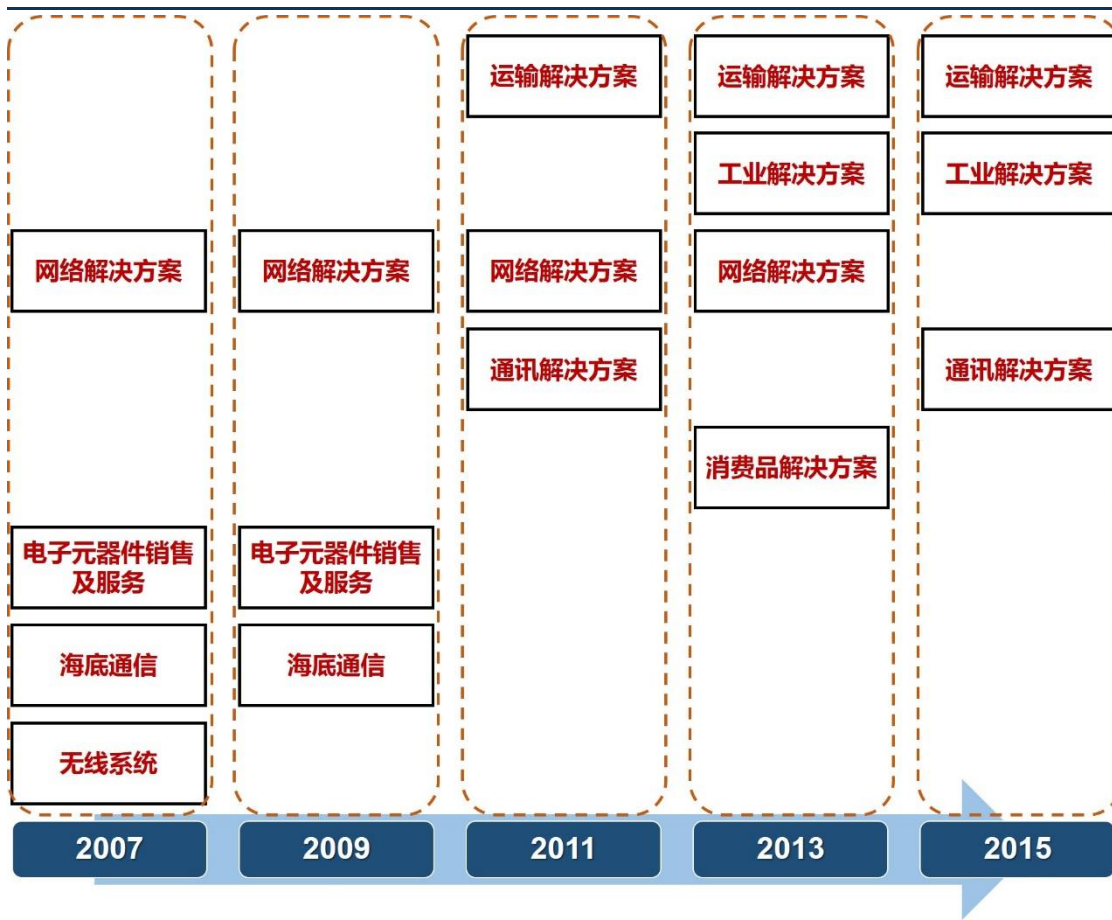 运输解决方案
运输解决方案
运输解决方案
工业解决方案
工业解决方案
网络解决方案
网络解决方案
网络解决方案
网络解决方案
通讯解决方案
通讯解决方案
消费品解决方案
电子元器件销售
及服务
电子元器件销售
及服务
海底通信
海底通信
无线系统
2007
2009
2011
2013
2015